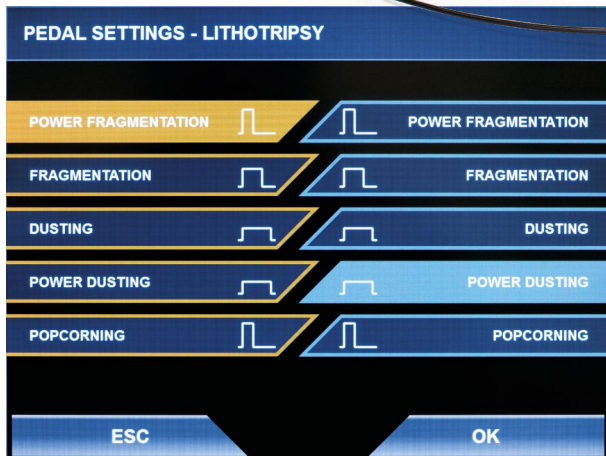 PEDAL SETTINGS - LITHOTRIPSY
POWER FRAGMENTATION POWER FRAGMENTATION
FRAGMENTATION FRAGMENTATION
DUSTING DUSTING
POWER DUSTING POWER DUSTING
POPCORNING POPCORNING
ESC OK